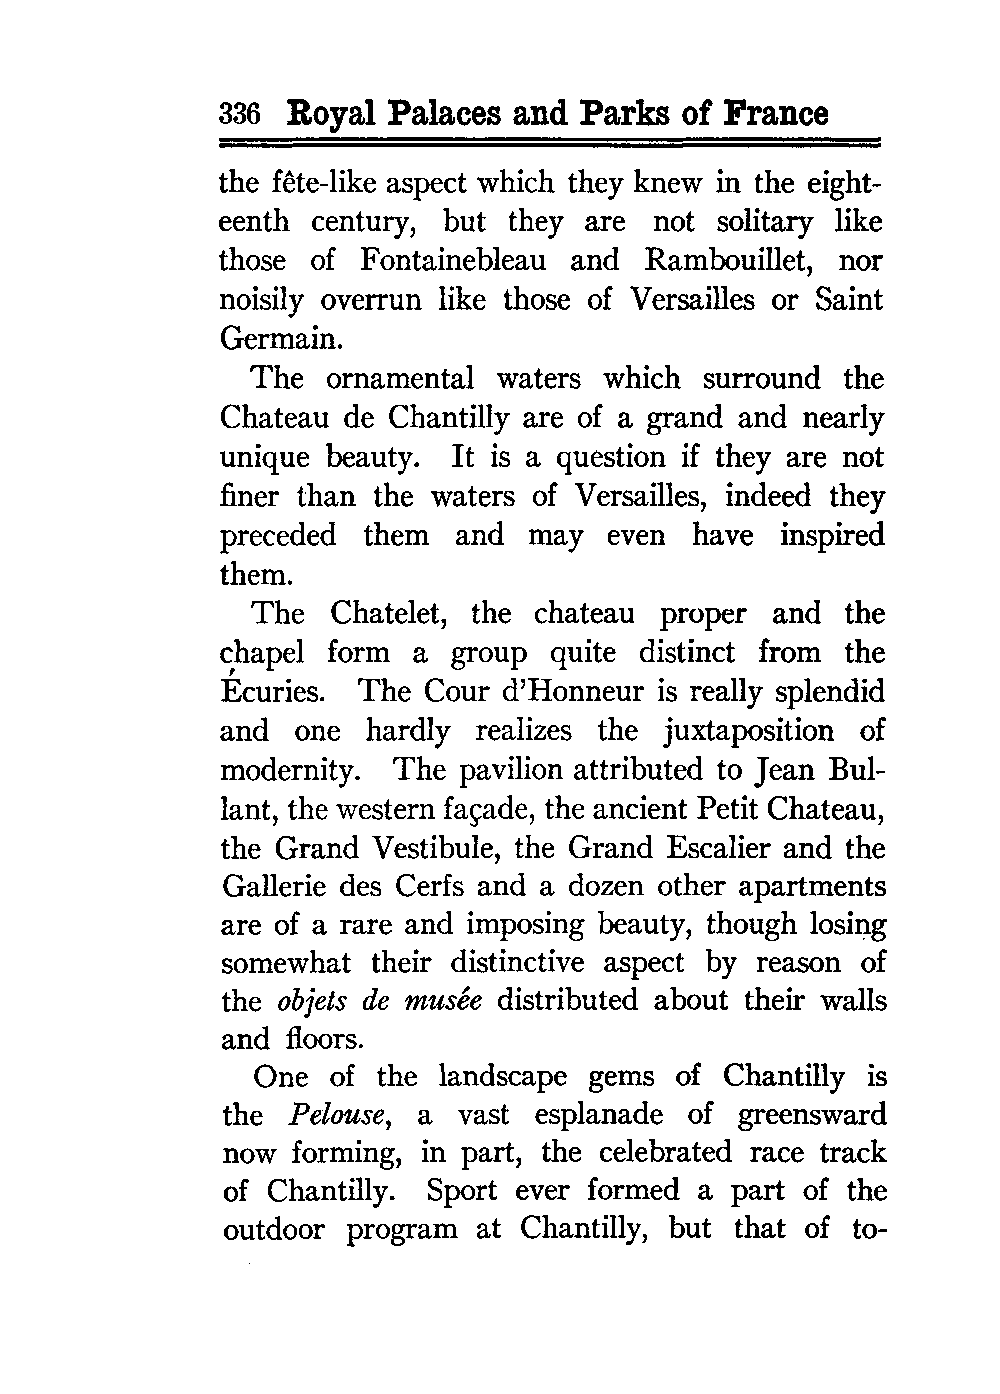 336 Royal Palaces and Parks of France
the fête-like aspect which they knew in the eight-
eenth century, but they are not solitary like
those of Fontainebleau and Rambouillet, nor
noisily overrun like those of Versailles or Saint
Germain.
The ornamental waters which surround the
Chateau de Chantilly are of a grand and nearly
unique beauty. It is a question if they are not
finer than the waters of Versailles, indeed they
preceded them and may even have inspired
them.
The Chatelet, the chateau proper and the
chapel form a group quite distinct from the
Écuries. The Cour d'Honneur is really splendid
and one hardly realizes the juxtaposition of
modernity. The pavilion attributed to Jean Bul-
lant, the western façade, the ancient Petit Chateau,
the Grand Vestibule, the Grand Escalier and the
Gallerie des Cerfs and a dozen other apartments
are of a rare and imposing beauty, though losing
somewhat their distinctive aspect by reason of
the objets de musée distributed about their walls
and floors.
One of the landscape gems of Chantilly is
the Pelouse, a vast esplanade of greensward
now forming, in part, the celebrated race track
of Chantilly. Sport ever formed a part of the
outdoor program at Chantilly, but that of to-